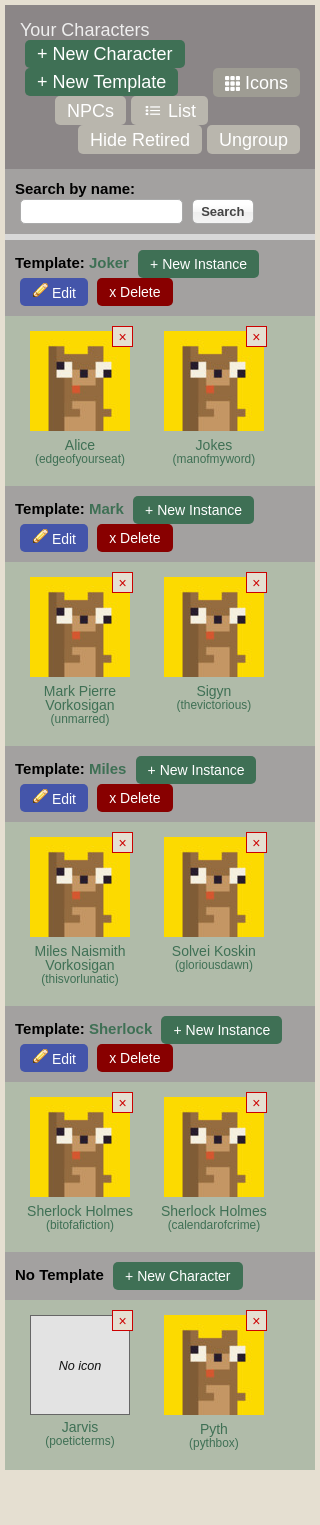 Your Characters
+ New Character
+ New Template
Icons
NPCs
List
Hide Retired
Ungroup
Search by name:
Search
Template: Joker + New Instance
Edit x Delete
×
×
Alice
(edgeofyourseat)
Jokes
(manofmyword)
Template: Mark + New Instance
Edit x Delete
×
×
Mark Pierre
Vorkosigan
(unmarred)
Sigyn
(thevictorious)
Template: Miles + New Instance
Edit x Delete
×
×
Miles Naismith
Vorkosigan
(thisvorlunatic)
Solvei Koskin
(gloriousdawn)
Template: Sherlock + New Instance
Edit x Delete
×
×
Sherlock Holmes
(bitofafiction)
Sherlock Holmes
(calendarofcrime)
No Template + New Character
×
×
No icon
Jarvis
(poeticterms)
Pyth
(pythbox)